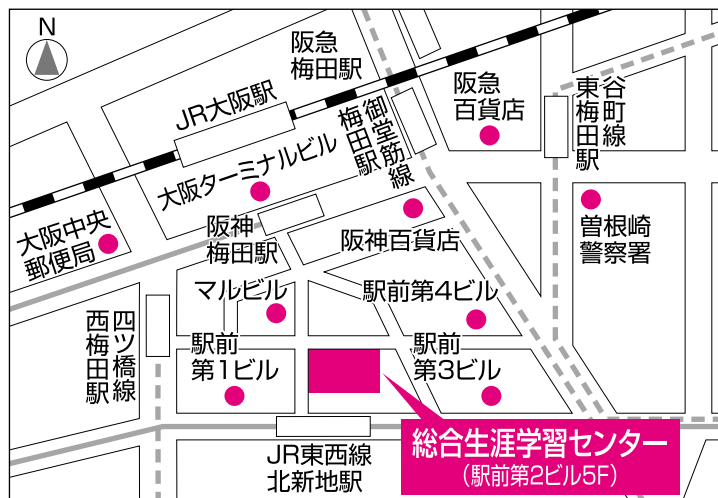 N
阪急
梅田駅
JR大阪駅
阪急
百貨店
谷町線
東梅田駅
御堂筋線
梅田駅
大阪ターミナルビル
大阪中央
郵便局
阪神
梅田駅
阪神百貨店
曽根崎
警察署
マルビル
駅前第4ビル
四ツ橋線
西梅田駅
駅前
第1ビル
駅前
第3ビル
総合生涯学習センター
(駅前第2ビル5F)
JR東西線
北新地駅